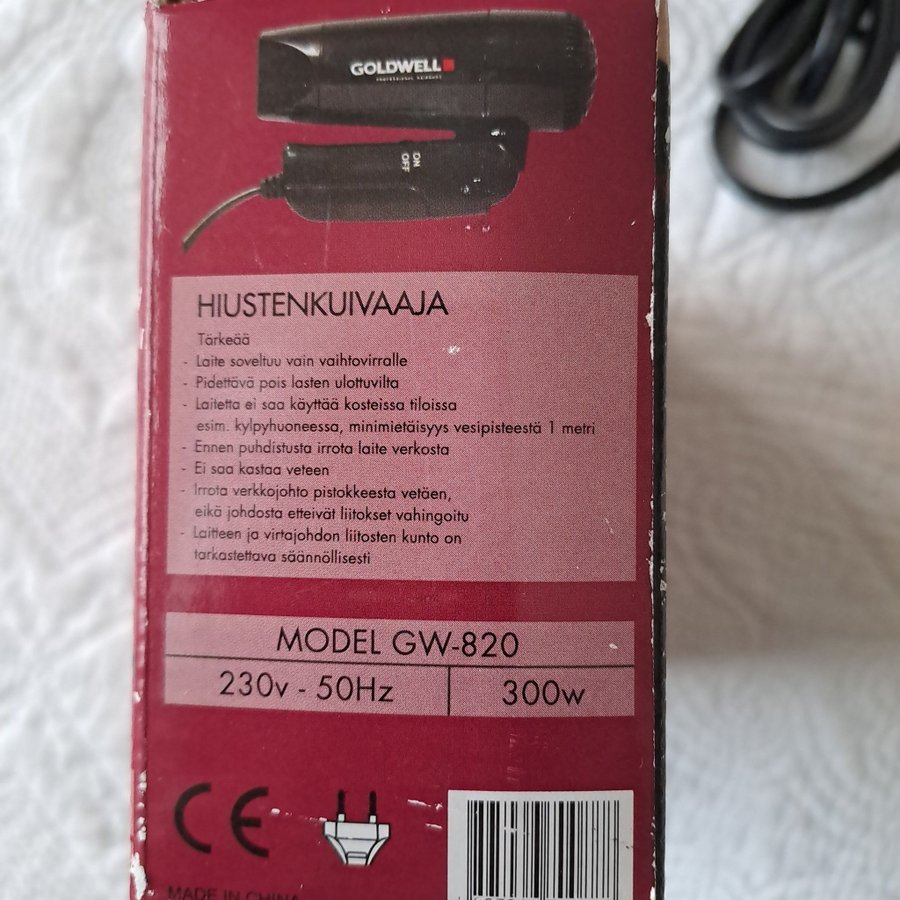 GOLDWELL
PROFESSIONAL HAIRCARE
ON
OFF
HIUSTENKUIVAAJA
Tärkeää
- Laite soveltuu vain vaihtovirralle
- Pidettävä pois lasten ulottuvilta
- Laitetta ei saa käyttää kosteissa tiloissa
esim. kylpyhuoneessa, minimietäisyys vesipisteestä 1 metri
- Ennen puhdistusta irrota laite verkosta
- Ei saa kastaa veteen
- Irrota verkkojohto pistokkeesta vetäen,
eikä johdosta etteivät liitokset vahingoitu
- Laitteen ja virtajohdon liitosten kunto on
tarkastettava säännöllisesti
MODEL GW-820
230v - 50Hz
300w
CE
MADE IN CHINA